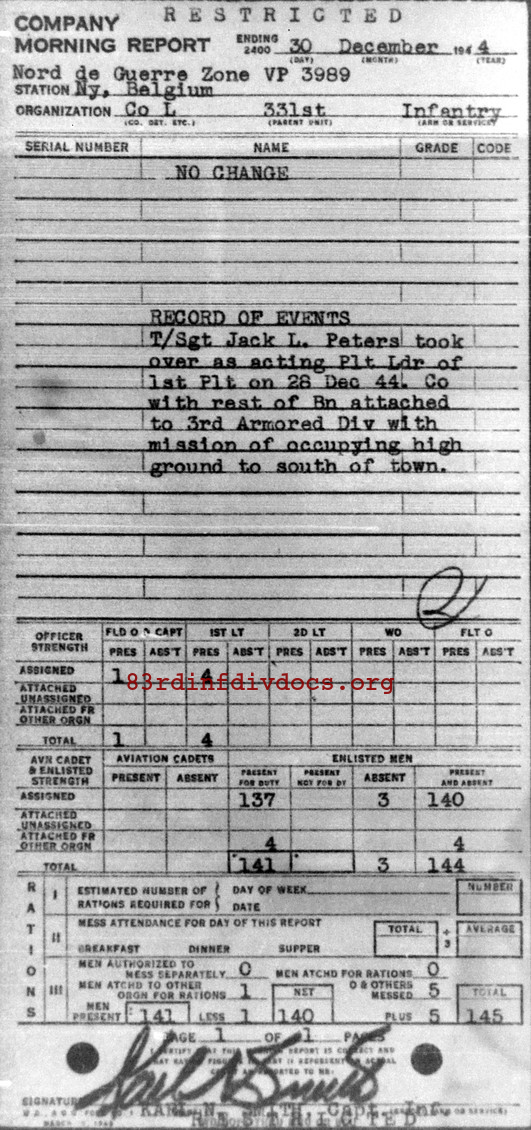 RESTRICTED
COMPANY
MORNING REPORT ENDING 2400 30 December 1944
(DAY) (MONTH) (YEAR)
Nord de Guerre Zone VP 3989
STATION Ny, Belgium
ORGANIZATION Co L 331st Infantry
(CO. DET. ETC.) (PARENT UNIT) (ARM OR SERVICE)
SERIAL NUMBER NAME GRADE CODE
NO CHANGE
RECORD OF EVENTS
T/Sgt Jack L. Peters took
over as acting Plt Ldr of
1st Plt on 28 Dec 44. Co
with rest of Bn attached
to 3rd Armored Div with
mission of occupying high
ground to south of town.
2
OFFICER STRENGTH FLD O & CAPT 1ST LT 2D LT WO FLT O
PRES ABS'T PRES ABS'T PRES ABS'T PRES ABS'T PRES ABS'T
ASSIGNED 1 4
83rdinfdivdocs.org
ATTACHED UNASSIGNED
ATTACHED FR OTHER ORGN
TOTAL 1 4
AVN CADET & ENLISTED STRENGTH AVIATION CADETS ENLISTED MEN
PRESENT ABSENT PRESENT FOR DUTY PRESENT NOT FOR DY ABSENT PRESENT AND ABSENT
ASSIGNED 137 3 140
ATTACHED UNASSIGNED
ATTACHED FR OTHER ORGN 4 4
TOTAL 141 3 144
RATIONS
I ESTIMATED NUMBER OF RATIONS REQUIRED FOR DAY OF WEEK DATE NUMBER
II MESS ATTENDANCE FOR DAY OF THIS REPORT TOTAL ÷ 3 AVERAGE
BREAKFAST DINNER SUPPER
III MEN AUTHORIZED TO MESS SEPARATELY 0 MEN ATCHD FOR RATIONS 0
MEN ATCHD TO OTHER ORGN FOR RATIONS 1 NET O & OTHERS MESSED 5 TOTAL
MEN PRESENT 141 LESS 1 140 PLUS 5 145
PAGE 1 OF 1 PAGES
SIGNATURE
Capt. Inf.
RESTRICTED